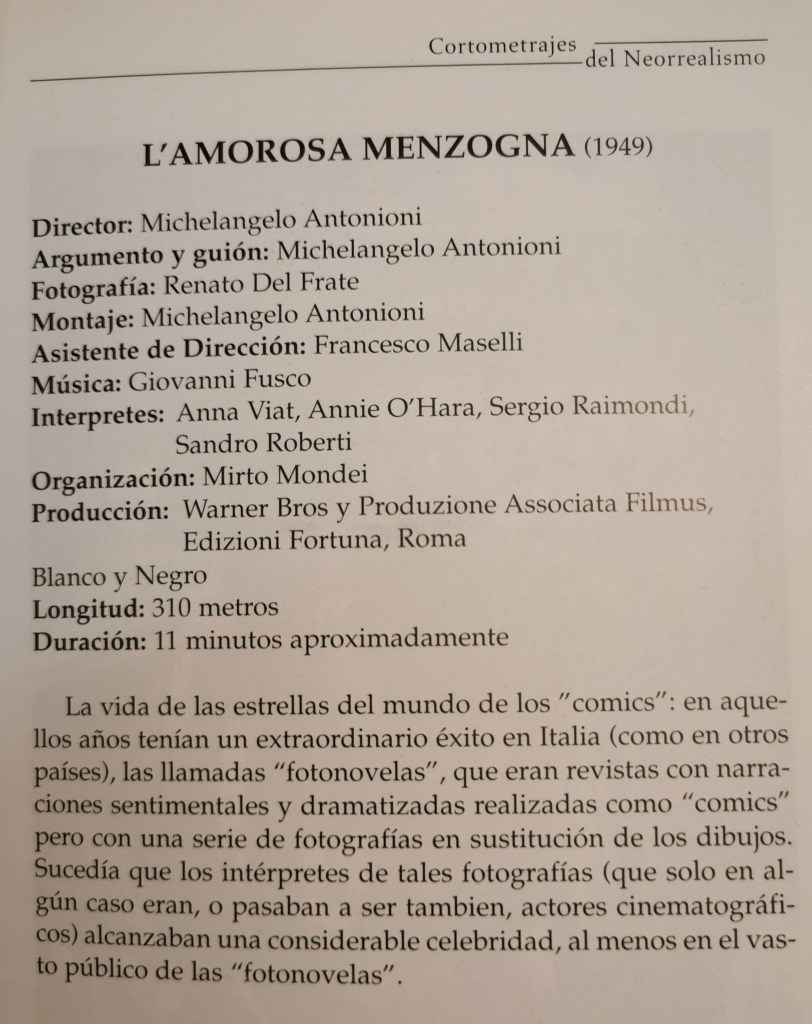 Cortometrajes
del Neorrealismo
L'AMOROSA MENZOGNA (1949)
Director: Michelangelo Antonioni
Argumento y guión: Michelangelo Antonioni
Fotografía: Renato Del Frate
Montaje: Michelangelo Antonioni
Asistente de Dirección: Francesco Maselli
Música: Giovanni Fusco
Interpretes: Anna Viat, Annie O'Hara, Sergio Raimondi,
Sandro Roberti
Organización: Mirto Mondei
Producción: Warner Bros y Produzione Associata Filmus,
Edizioni Fortuna, Roma
Blanco y Negro
Longitud: 310 metros
Duración: 11 minutos aproximadamente
La vida de las estrellas del mundo de los "comics": en aque-
llos años tenían un extraordinario éxito en Italia (como en otros
países), las llamadas "fotonovelas", que eran revistas con narra-
ciones sentimentales y dramatizadas realizadas como "comics"
pero con una serie de fotografías en sustitución de los dibujos.
Sucedía que los intérpretes de tales fotografías (que solo en al-
gún caso eran, o pasaban a ser tambien, actores cinematográfi-
cos) alcanzaban una considerable celebridad, al menos en el vas-
to público de las "fotonovelas".